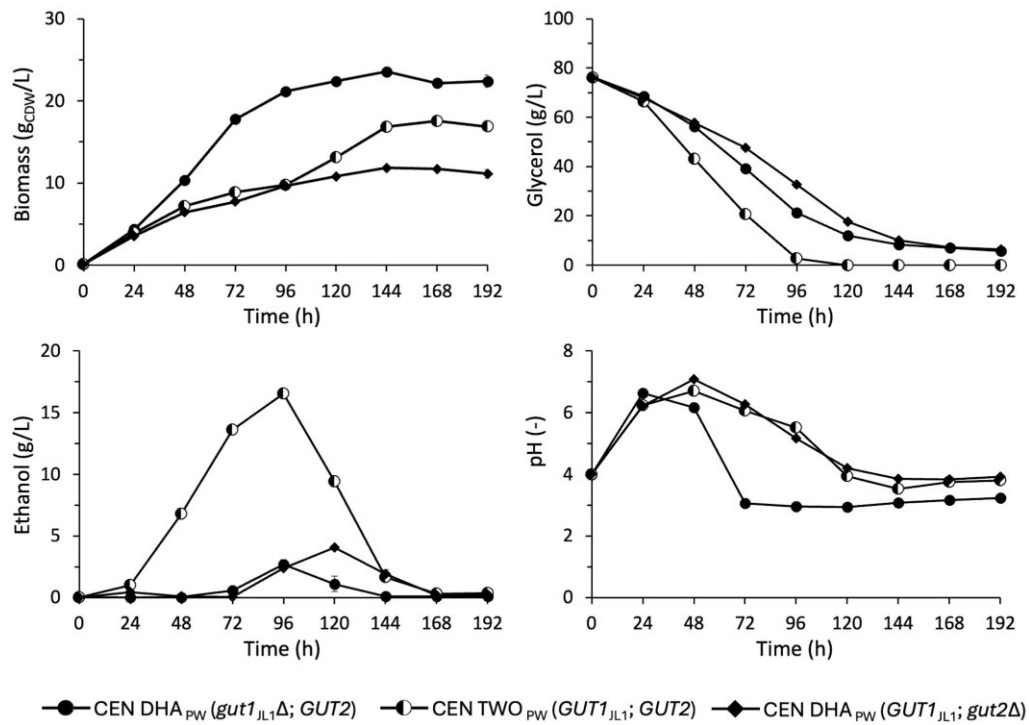 Biomass (gCDW/L)
30
20
10
0
0 24 48 72 96 120 144 168 192
Time (h)
Glycerol (g/L)
100
80
60
40
20
0
0 24 48 72 96 120 144 168 192
Time (h)
Ethanol (g/L)
20
15
10
5
0
0 24 48 72 96 120 144 168 192
Time (h)
pH (-)
8
6
4
2
0
0 24 48 72 96 120 144 168 192
Time (h)
CEN DHAPW (gut1JL1Δ; GUT2) CEN TWOPW (GUT1JL1; GUT2) CEN DHAPW (GUT1JL1; gut2Δ)